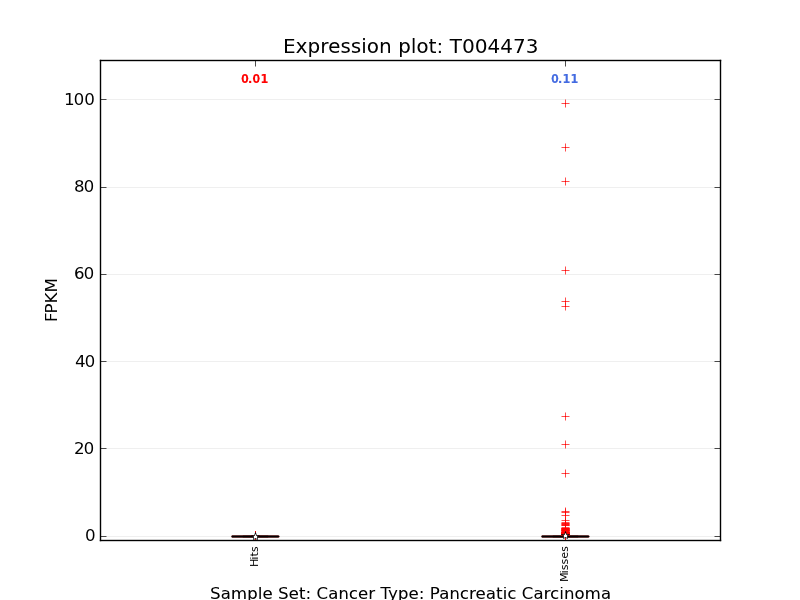 Expression plot: T004473
0.01
0.11
100
80
60
40
20
0
FPKM
Hits
Misses
Sample Set: Cancer Type: Pancreatic Carcinoma